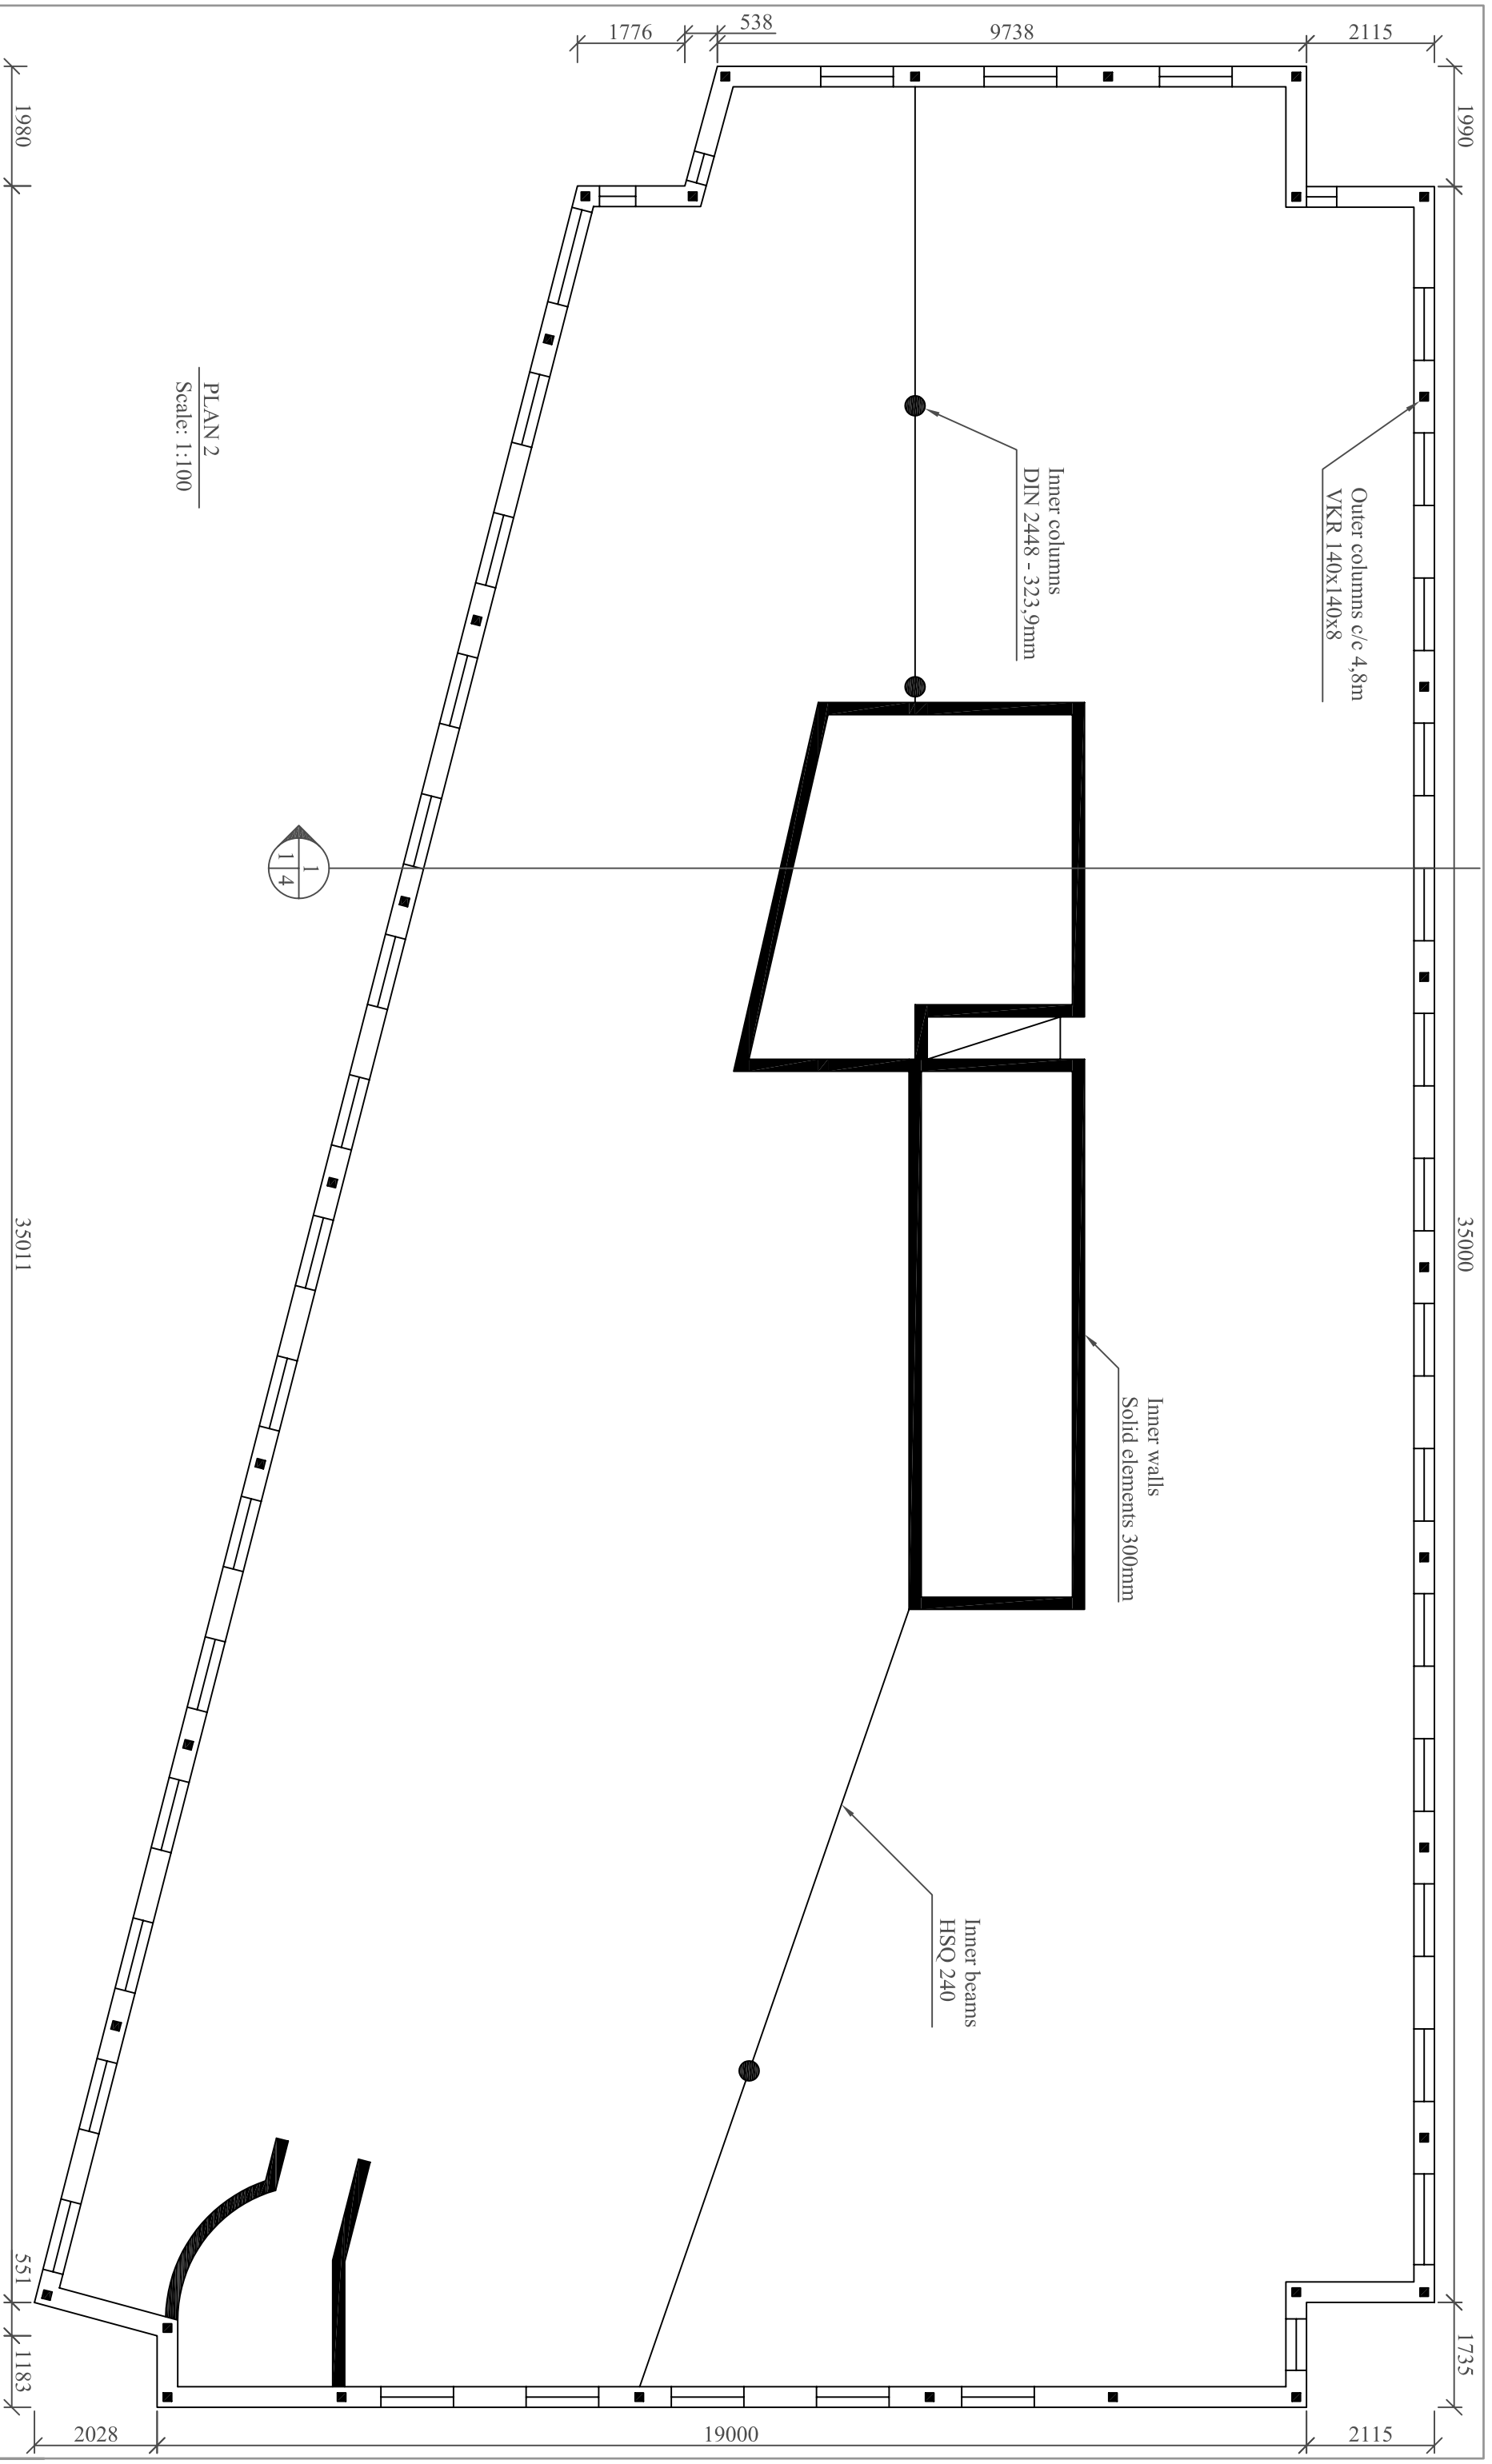 1776
538
9738
2115
1980
1990
Outer columns c/c 4,8m
VKR 140x140x8
Inner columns
DIN 2448 - 323,9mm
PLAN 2
Scale: 1:100
1
1
4
35011
35000
Inner walls
Solid elements 300mm
Inner beams
HSQ 240
551
1183
1735
2028
19000
2115